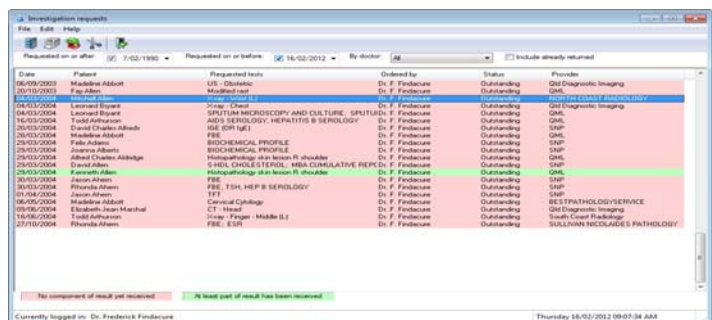 Investigation requests
File Edit Help
Requested on or after: 7/02/1990 Requested on or before: 16/02/2012 By doctor: All Include already returned
Date Patient Requested tests Ordered by Status Provider
06/09/2003 Madeline Abbott US - Obstetric Dr. F. Findacure Outstanding Qld Diagnostic Imaging
20/10/2003 Fay Allen Modified rast Dr. F. Findacure Outstanding QML
04/03/2004 Mitchell Allen X-ray - Wrist (L) Dr. F. Findacure Outstanding NORTH COAST RADIOLOGY
04/03/2004 Leonard Bryant X-ray - Chest Dr. F. Findacure Outstanding Qld Diagnostic Imaging
04/03/2004 Leonard Bryant SPUTUM MICROSCOPY AND CULTURE; SPUTU Dr. F. Findacure Outstanding QML
16/03/2004 Todd Arthurson AIDS SEROLOGY, HEPATITIS B SEROLOGY Dr. F. Findacure Outstanding QML
20/03/2004 David Charles Alfreds IGE (OR IgE) Dr. F. Findacure Outstanding SNP
29/03/2004 Madeline Abbott FBE Dr. F. Findacure Outstanding QML
29/03/2004 Felix Adams BIOCHEMICAL PROFILE Dr. F. Findacure Outstanding SNP
29/03/2004 Joanna Alberts BIOCHEMICAL PROFILE Dr. F. Findacure Outstanding SNP
29/03/2004 Alfred Charles Aldridge Histopathology skin lesion R shoulder Dr. F. Findacure Outstanding QML
29/03/2004 David Allen CHOLESTEROL; MBA CUMULATIVE REPO Dr. F. Findacure Outstanding SNP
29/03/2004 Kenneth Allen Histopathology skin lesion R shoulder Dr. F. Findacure Outstanding QML
30/03/2004 Jason Ahern FBE Dr. F. Findacure Outstanding SNP
30/03/2004 Rhonda Ahern FBE, TSH, HEP B SEROLOGY Dr. F. Findacure Outstanding SNP
01/04/2004 Jason Ahern TFT Dr. F. Findacure Outstanding SNP
06/05/2004 Madeline Abbott Cervical Cytology Dr. F. Findacure Outstanding BESTPATHOLOGYSERVICE
09/06/2004 Elizabeth Jean Marshal CT - Head Dr. F. Findacure Outstanding Qld Diagnostic Imaging
18/06/2004 Todd Arthurson X-ray - Finger - Middle (L) Dr. F. Findacure Outstanding South Coast Radiology
27/10/2004 Rhonda Ahern FBE; ESR Dr. F. Findacure Outstanding SULLIVAN NICOLAIDES PATHOLOGY
No component of result yet received At least part of result has been received
Currently logged in: Dr. Frederick Findacure Thursday 16/02/2012 09:07:34 AM